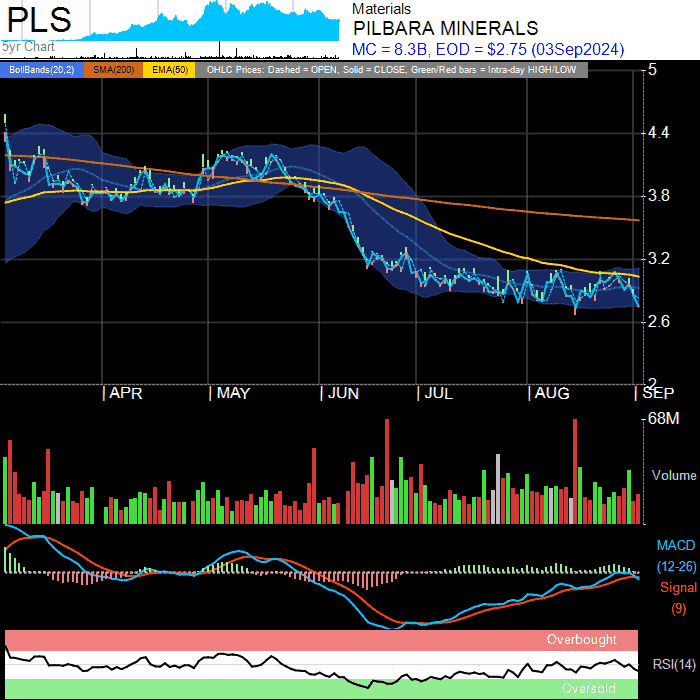 PLS
5yr Chart
Materials
PILBARA MINERALS
MC = 8.3B, EOD = $2.75 (03Sep2024)
BollBands(20,2) SMA(200) EMA(50) OHLC Prices: Dashed = OPEN, Solid = CLOSE, Green/Red bars = Intra-day HIGH/LOW
5
4.4
3.8
3.2
2.6
2
APR MAY JUN JUL AUG SEP
68M
Volume
MACD
(12-26)
Signal
(9)
Overbought
RSI(14)
Oversold